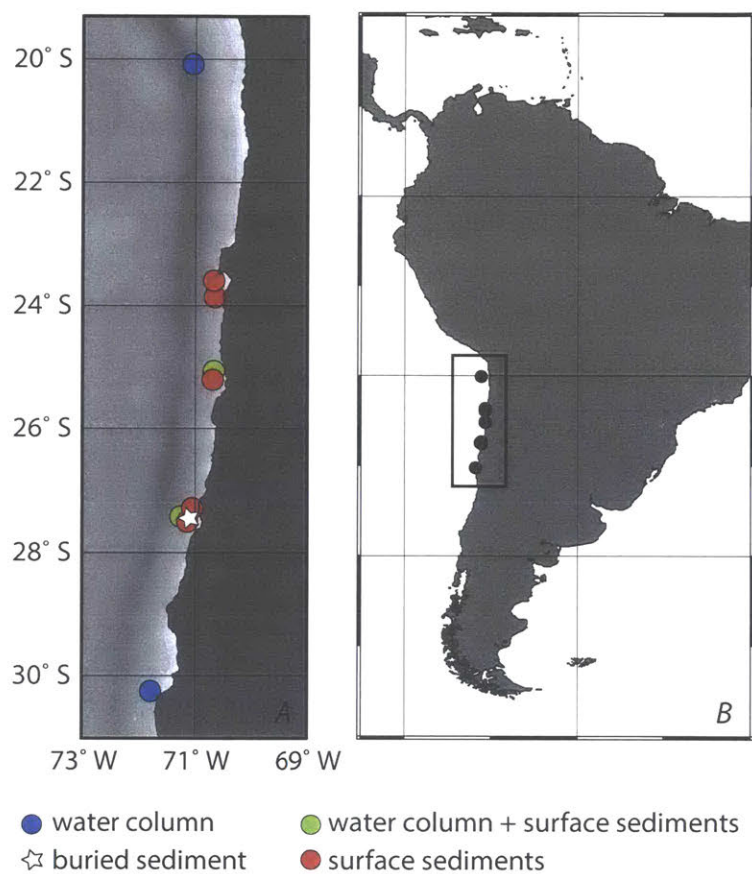 20° S
22° S
24° S
26° S
28° S
30° S
A
B
73° W 71° W 69° W
water column
water column + surface sediments
buried sediment
surface sediments